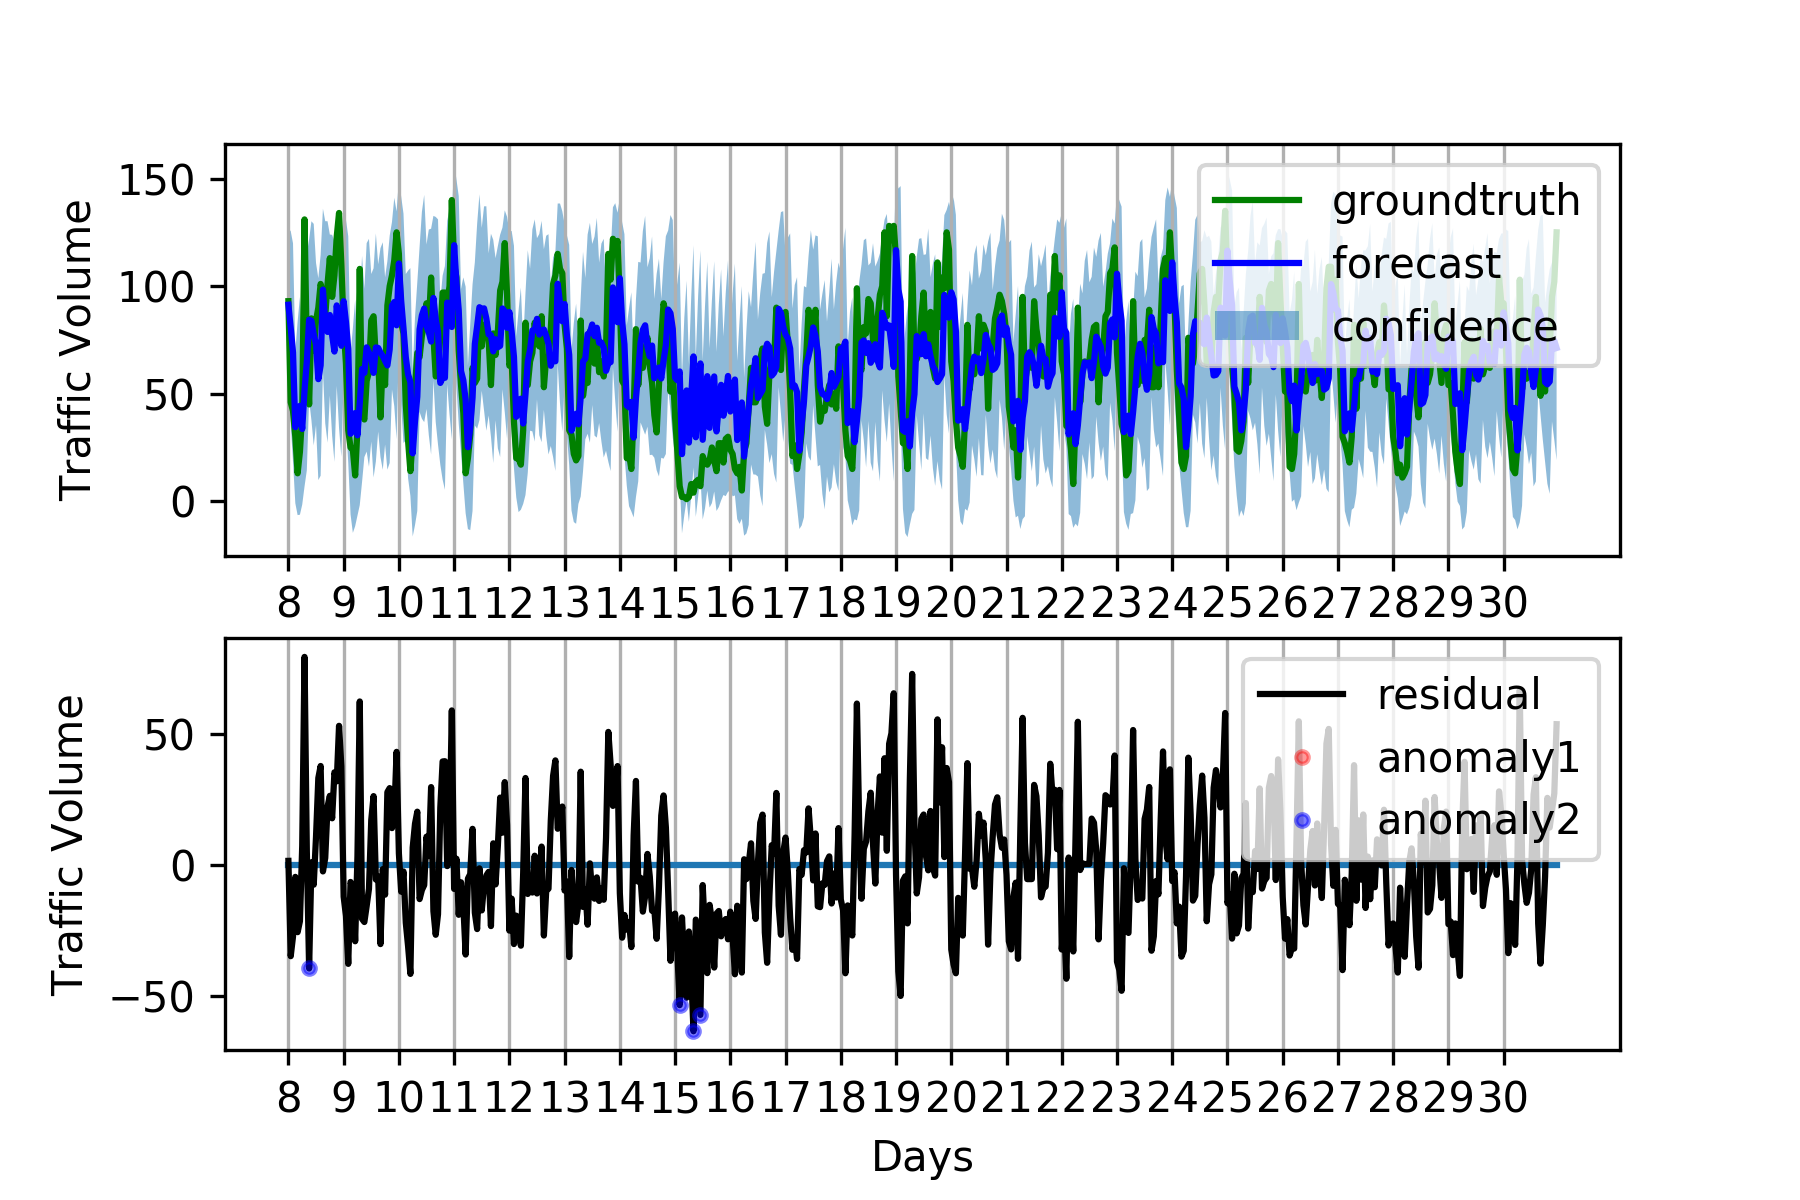 Traffic Volume
150
100
50
0
groundtruth
forecast
confidence
8 9 10 11 12 13 14 15 16 17 18 19 20 21 22 23 24 25 26 27 28 29 30
Traffic Volume
50
0
−50
residual
anomaly1
anomaly2
8 9 10 11 12 13 14 15 16 17 18 19 20 21 22 23 24 25 26 27 28 29 30
Days